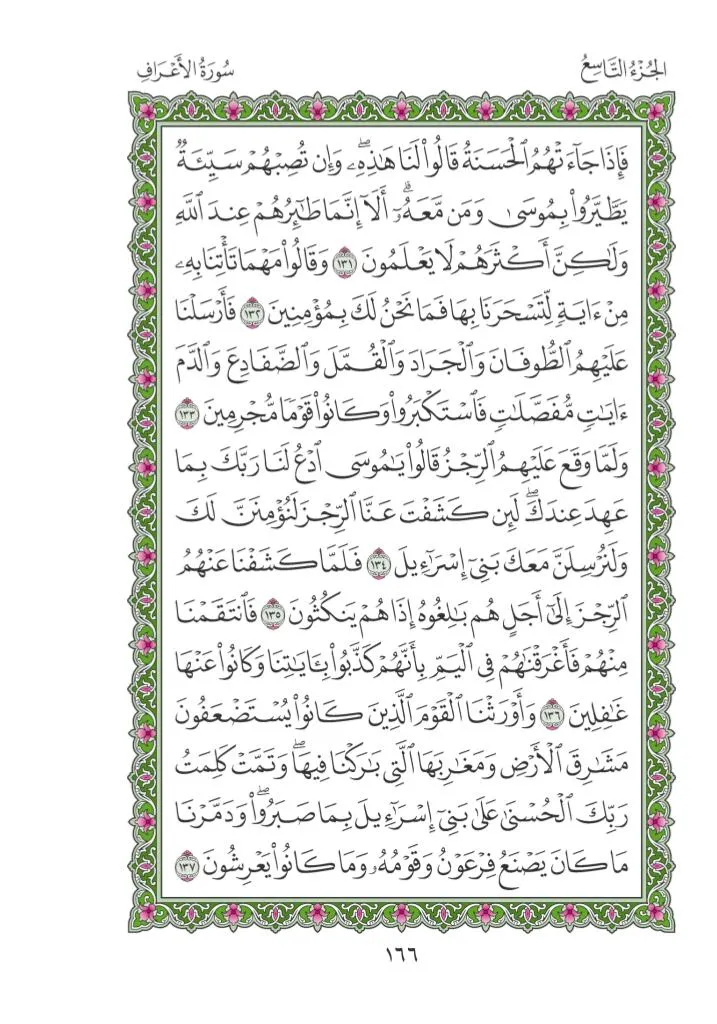 الجُزْءُ التَّاسِعُ
سُورَةُ الأَعْرَافِ
فَإِذَا جَآءَتْهُمُ ٱلْحَسَنَةُ قَالُوا۟ لَنَا هَٰذِهِۦۖ وَإِن تُصِبْهُمْ سَيِّئَةٌ
يَطَّيَّرُوا۟ بِمُوسَىٰ وَمَن مَّعَهُۥٓۗ أَلَآ إِنَّمَا طَٰٓئِرُهُمْ عِندَ ٱللَّهِ
وَلَٰكِنَّ أَكْثَرَهُمْ لَا يَعْلَمُونَ ١٣١ وَقَالُوا۟ مَهْمَا تَأْتِنَا بِهِۦ
مِنْ ءَايَةٍ لِّتَسْحَرَنَا بِهَا فَمَا نَحْنُ لَكَ بِمُؤْمِنِينَ ١٣٢ فَأَرْسَلْنَا
عَلَيْهِمُ ٱلطُّوفَانَ وَٱلْجَرَادَ وَٱلْقُمَّلَ وَٱلضَّفَادِعَ وَٱلدَّمَ
ءَايَٰتٍ مُّفَصَّلَٰتٍ فَٱسْتَكْبَرُوا۟ وَكَانُوا۟ قَوْمًا مُّجْرِمِينَ ١٣٣
وَلَمَّا وَقَعَ عَلَيْهِمُ ٱلرِّجْزُ قَالُوا۟ يَٰمُوسَى ٱدْعُ لَنَا رَبَّكَ بِمَا
عَهِدَ عِندَكَۖ لَئِن كَشَفْتَ عَنَّا ٱلرِّجْزَ لَنُؤْمِنَنَّ لَكَ
وَلَنُرْسِلَنَّ مَعَكَ بَنِىٓ إِسْرَٰٓءِيلَ ١٣٤ فَلَمَّا كَشَفْنَا عَنْهُمُ
ٱلرِّجْزَ إِلَىٰٓ أَجَلٍ هُم بَٰلِغُوهُ إِذَا هُمْ يَنكُثُونَ ١٣٥ فَٱنتَقَمْنَا
مِنْهُمْ فَأَغْرَقْنَٰهُمْ فِى ٱلْيَمِّ بِأَنَّهُمْ كَذَّبُوا۟ بِـَٔايَٰتِنَا وَكَانُوا۟ عَنْهَا
غَٰفِلِينَ ١٣٦ وَأَوْرَثْنَا ٱلْقَوْمَ ٱلَّذِينَ كَانُوا۟ يُسْتَضْعَفُونَ
مَشَٰرِقَ ٱلْأَرْضِ وَمَغَٰرِبَهَا ٱلَّتِى بَٰرَكْنَا فِيهَاۖ وَتَمَّتْ كَلِمَتُ
رَبِّكَ ٱلْحُسْنَىٰ عَلَىٰ بَنِىٓ إِسْرَٰٓءِيلَ بِمَا صَبَرُوا۟ۖ وَدَمَّرْنَا
مَا كَانَ يَصْنَعُ فِرْعَوْنُ وَقَوْمُهُۥ وَمَا كَانُوا۟ يَعْرِشُونَ ١٣٧
١٦٦